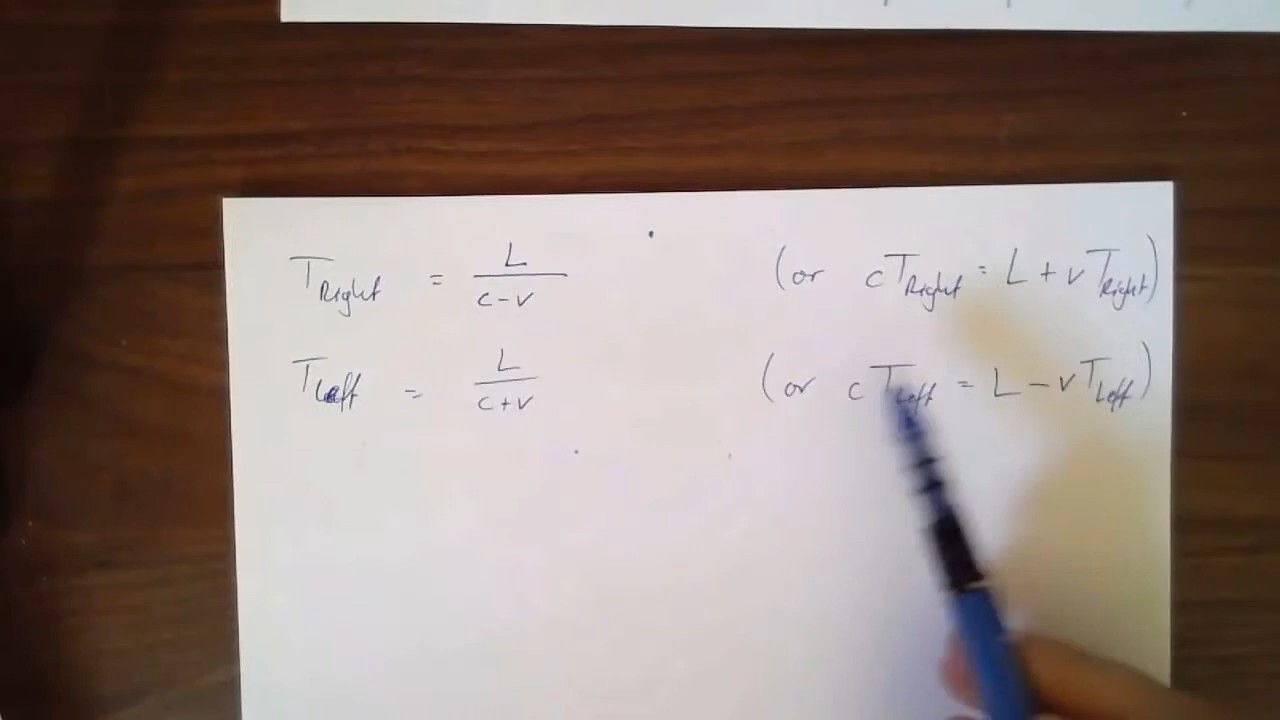 T_Right = L/(c-v) (or cT_Right = L + vT_Right)
T_Left = L/(c+v) (or cT_Left = L - vT_Left)